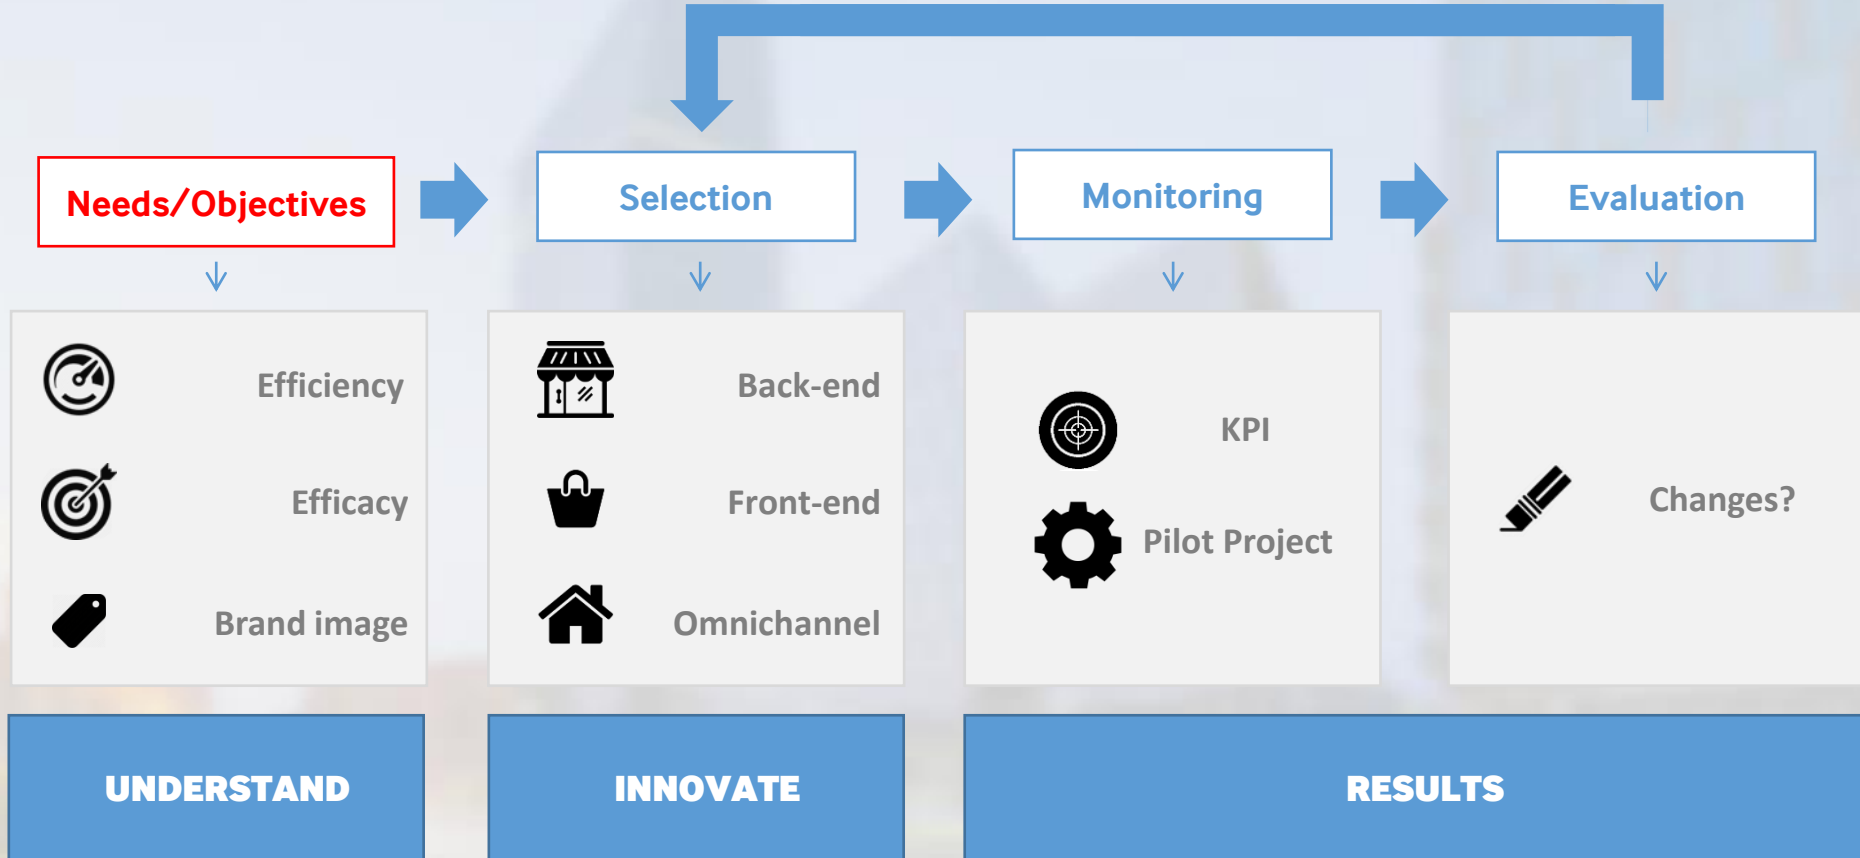 Needs/Objectives
Selection
Monitoring
Evaluation
Efficiency
Efficacy
Brand image
Back-end
Front-end
Omnichannel
KPI
Pilot Project
Changes?
UNDERSTAND
INNOVATE
RESULTS